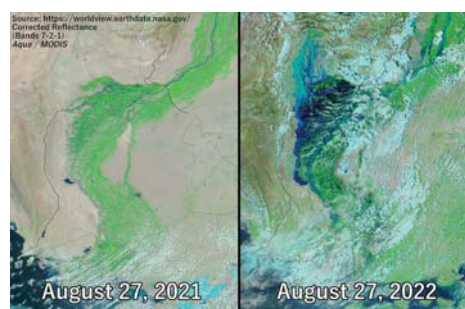 Source: https://worldview.earthdata.nasa.gov/
Corrected Reflectance
(Bands 7-2-1)
Aqua / MODIS
August 27, 2021
August 27, 2022